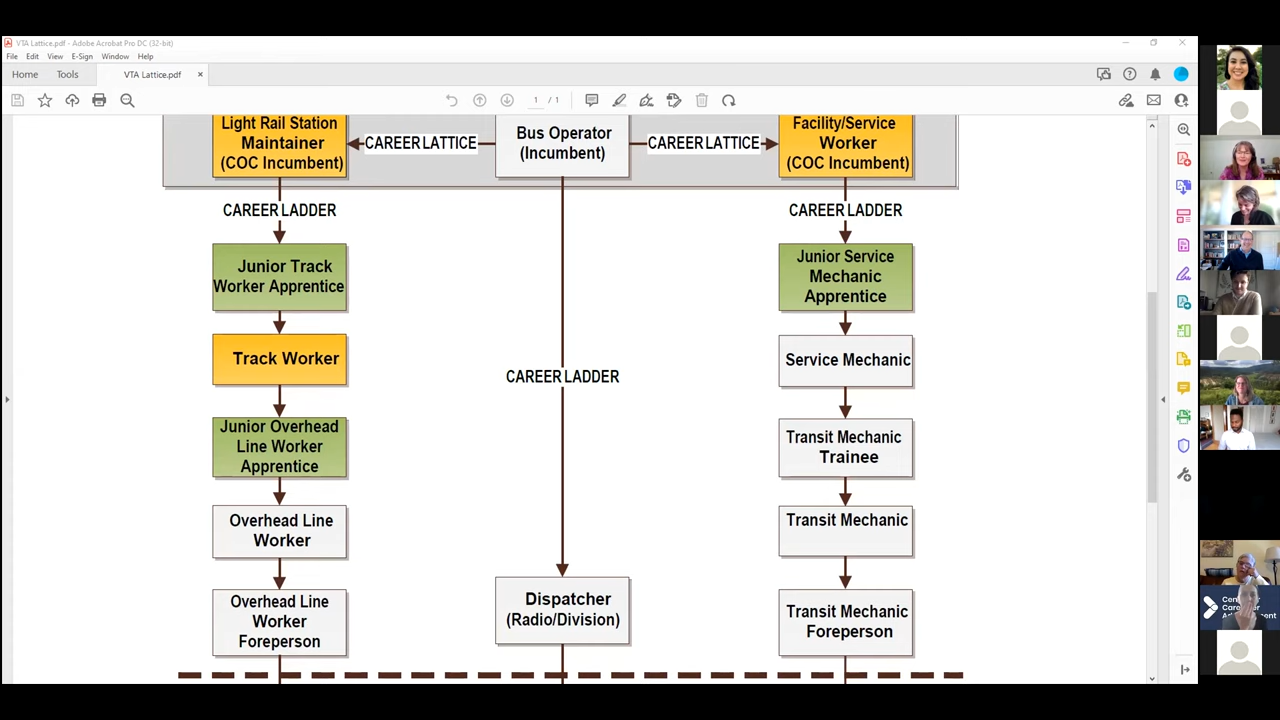 VTA Lattice.pdf - Adobe Acrobat Pro DC (32-bit)
File Edit View E-Sign Window Help
Home Tools VTA Lattice.pdf ×
1 / 1
Light Rail Station
Maintainer
(COC Incumbent)
CAREER LATTICE
Bus Operator
(Incumbent)
CAREER LATTICE
Facility/Service
Worker
(COC Incumbent)
CAREER LADDER
Junior Track
Worker Apprentice
Track Worker
Junior Overhead
Line Worker
Apprentice
Overhead Line
Worker
Overhead Line
Worker
Foreperson
CAREER LADDER
Dispatcher
(Radio/Division)
CAREER LADDER
Junior Service
Mechanic
Apprentice
Service Mechanic
Transit Mechanic
Trainee
Transit Mechanic
Transit Mechanic
Foreperson